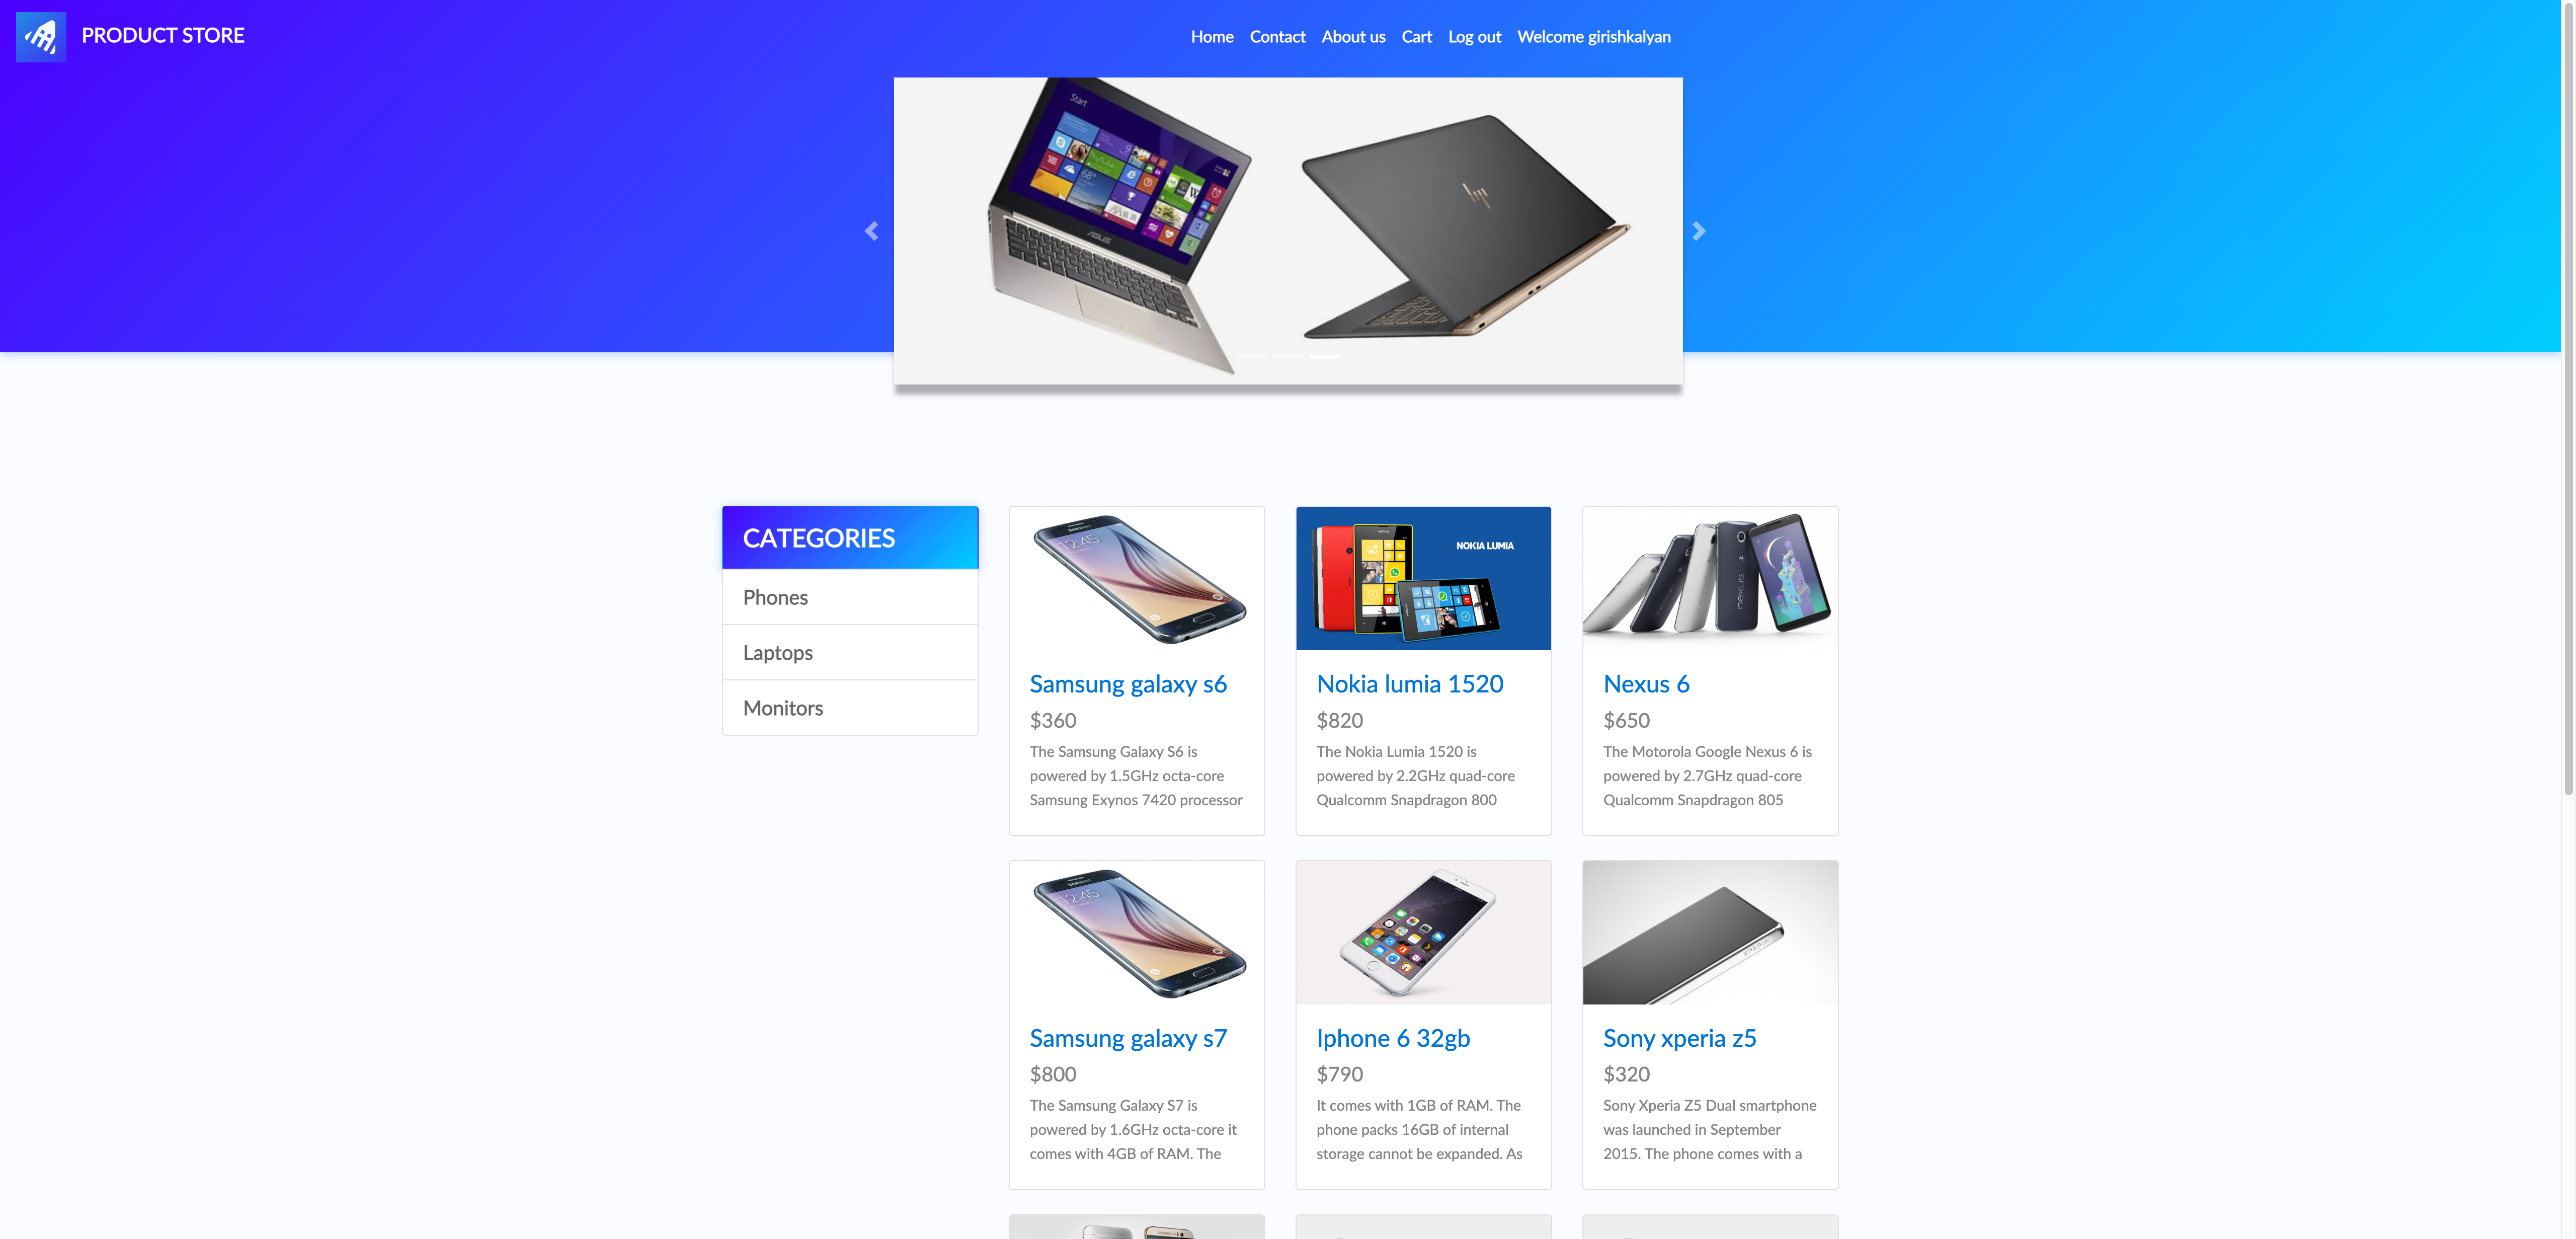 PRODUCT STORE
Home Contact About us Cart Log out Welcome girishkalyan
Start
ASUS
CATEGORIES
Phones
Laptops
Monitors
NOKIA LUMIA
nexus
Samsung galaxy s6
$360
The Samsung Galaxy S6 is
powered by 1.5GHz octa-core
Samsung Exynos 7420 processor
Nokia lumia 1520
$820
The Nokia Lumia 1520 is
powered by 2.2GHz quad-core
Qualcomm Snapdragon 800
Nexus 6
$650
The Motorola Google Nexus 6 is
powered by 2.7GHz quad-core
Qualcomm Snapdragon 805
12:45
XPERIA
Samsung galaxy s7
$800
The Samsung Galaxy S7 is
powered by 1.6GHz octa-core it
comes with 4GB of RAM. The
Iphone 6 32gb
$790
It comes with 1GB of RAM. The
phone packs 16GB of internal
storage cannot be expanded. As
Sony xperia z5
$320
Sony Xperia Z5 Dual smartphone
was launched in September
2015. The phone comes with a